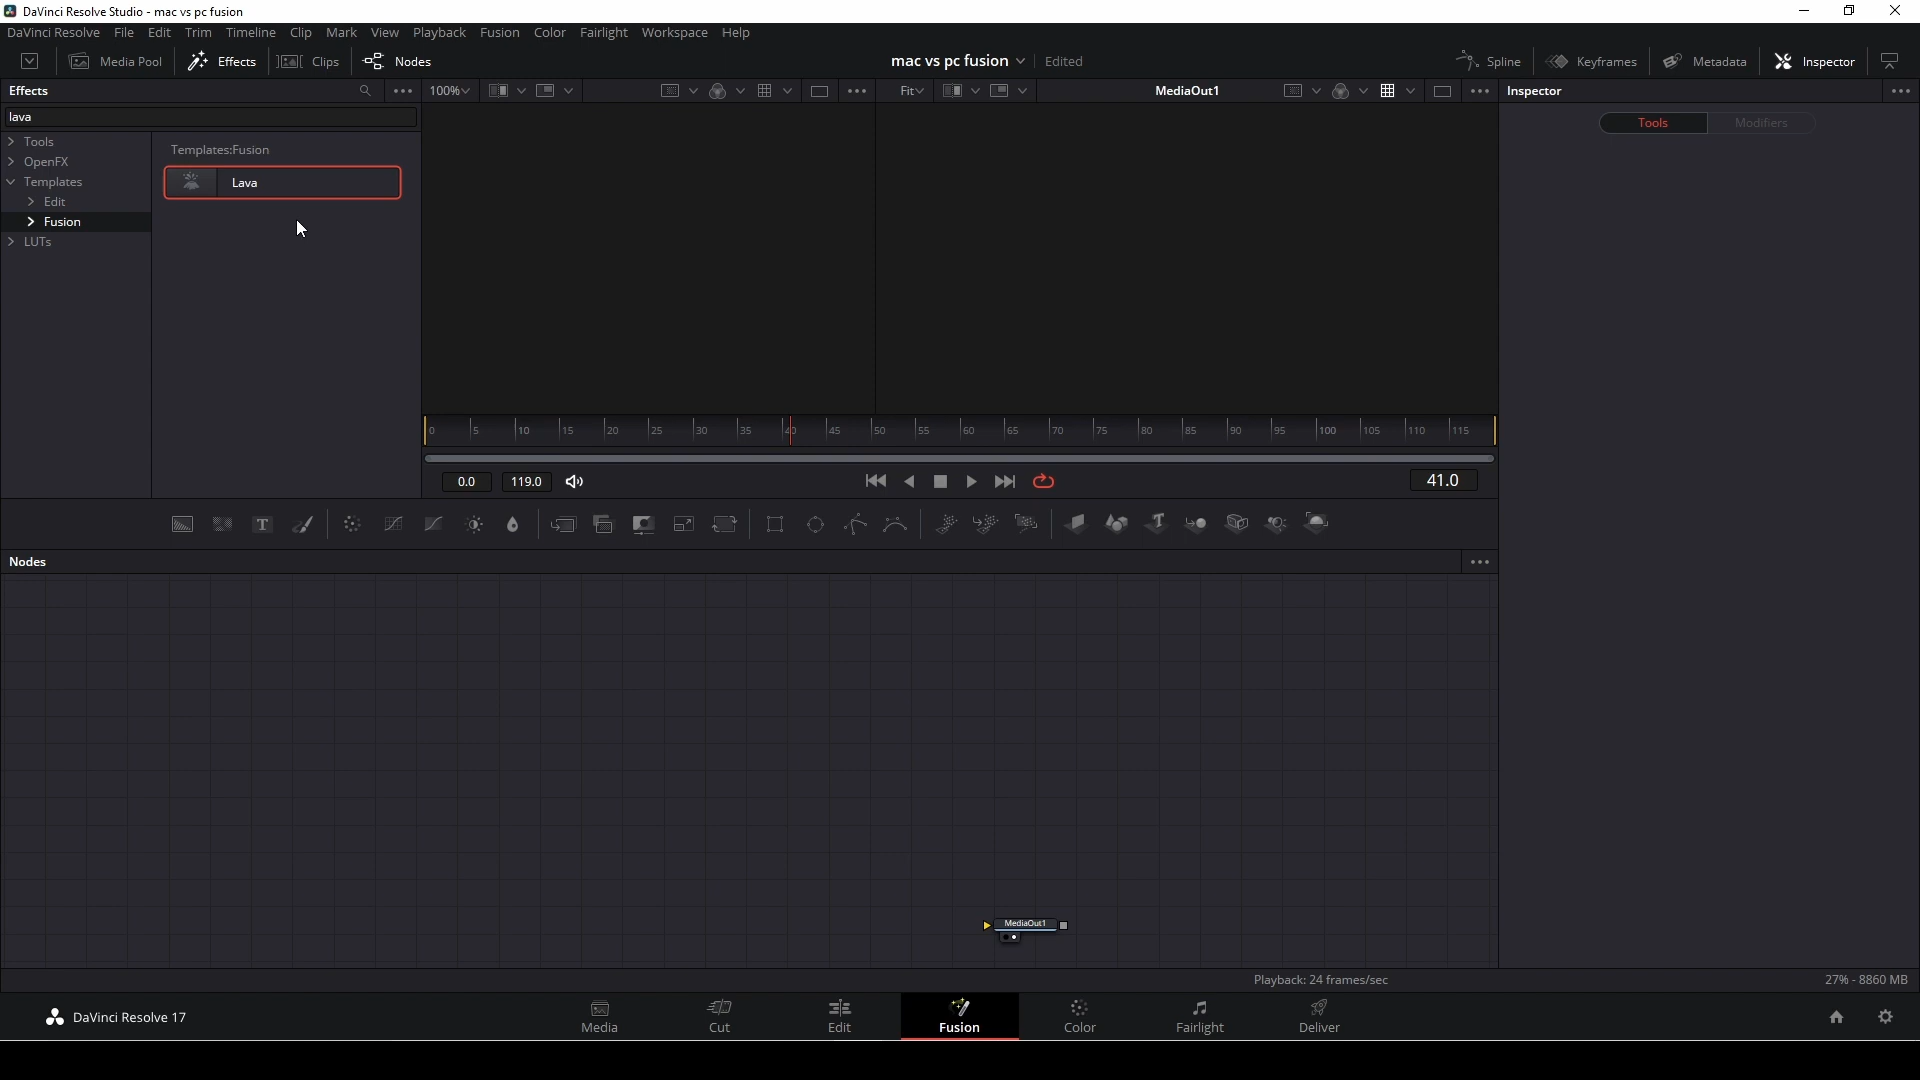 DaVinci Resolve Studio - mac vs pc fusion
DaVinci Resolve File Edit Trim Timeline Clip Mark View Playback Fusion Color Fairlight Workspace Help
Media Pool Effects Clips Nodes mac vs pc fusion Edited Spline Keyframes Metadata Inspector
Effects 100% Fit MediaOut1 Inspector
lava
Tools Modifiers
Tools
OpenFX
Templates
Edit
Fusion
LUTs
Templates:Fusion
Lava
0 5 10 15 20 25 30 35 40 45 50 55 60 65 70 75 80 85 90 95 100 105 110 115
0.0 119.0 41.0
Nodes
MediaOut1
Playback: 24 frames/sec 27% - 8860 MB
DaVinci Resolve 17 Media Cut Edit Fusion Color Fairlight Deliver